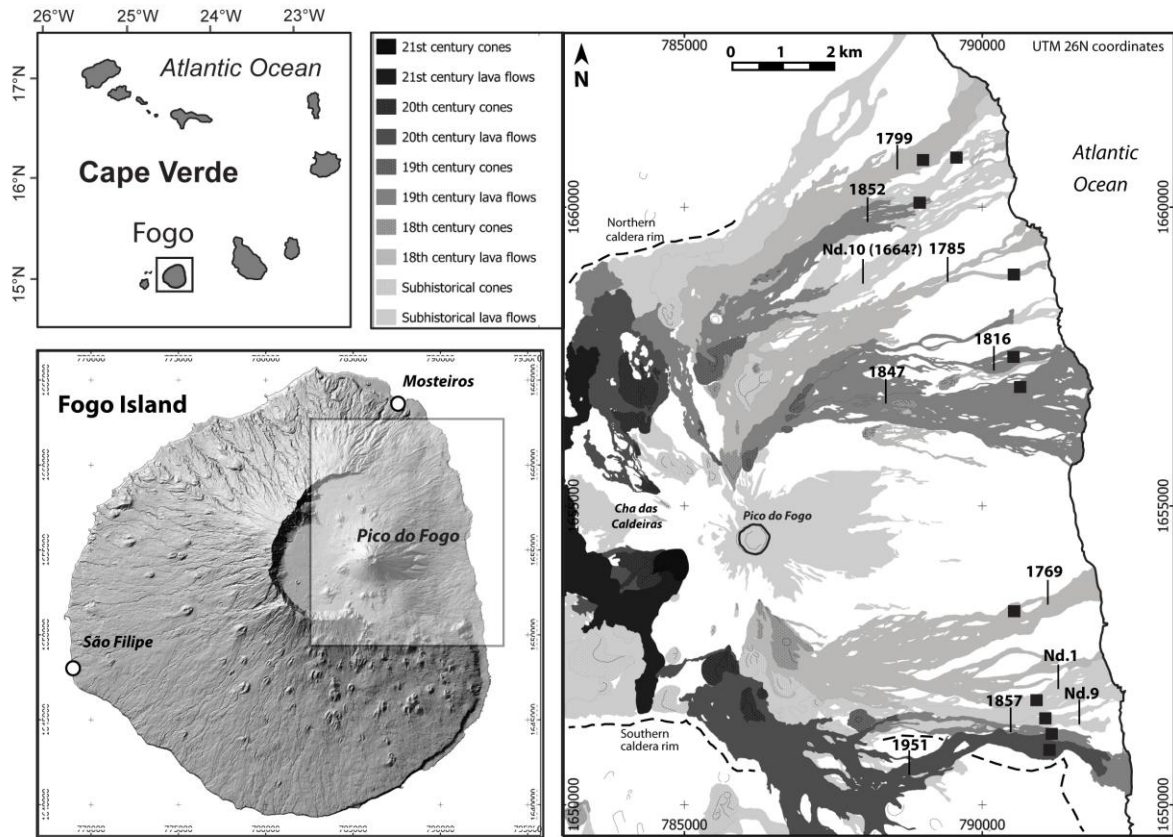 26°W 25°W 24°W 23°W
17°N
16°N
15°N
Atlantic Ocean
Cape Verde
Fogo
21st century cones
21st century lava flows
20th century cones
20th century lava flows
19th century cones
19th century lava flows
18th century cones
18th century lava flows
Subhistorical cones
Subhistorical lava flows
Fogo Island
Mosteiros
Pico do Fogo
São Filipe
770000 775000 780000 785000 790000
785000
790000
UTM 26N coordinates
0 1 2 km
N
Atlantic
Ocean
1799
1852
1660000
Northern
caldera rim
Nd.10 (1664?)
1785
1816
1847
Cha das
Caldeiras
Pico do Fogo
1655000
1769
Nd.1
Nd.9
1857
1951
Southern
caldera rim
1650000
785000
790000